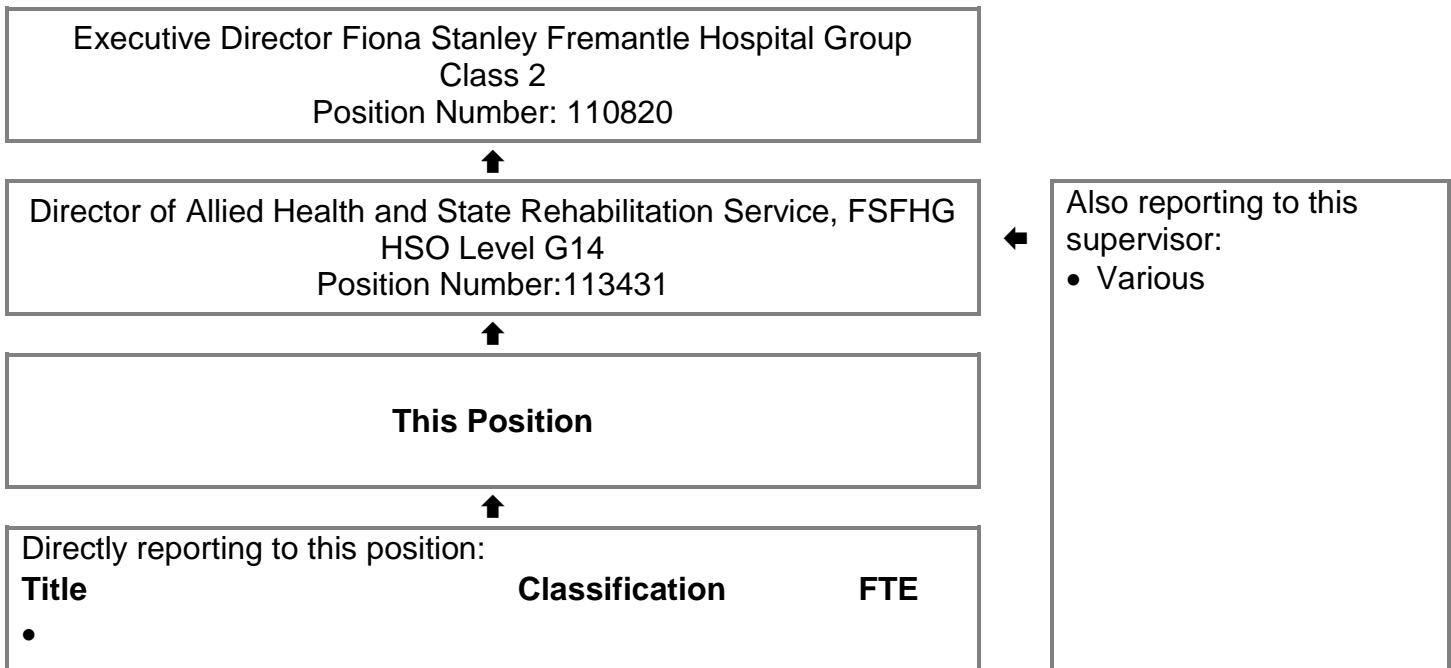 Executive Director Fiona Stanley Fremantle Hospital Group
Class 2
Position Number: 110820
Director of Allied Health and State Rehabilitation Service, FSFHG
HSO Level G14
Position Number:113431
Also reporting to this
supervisor:
• Various
This Position
Directly reporting to this position:
Title Classification FTE
•